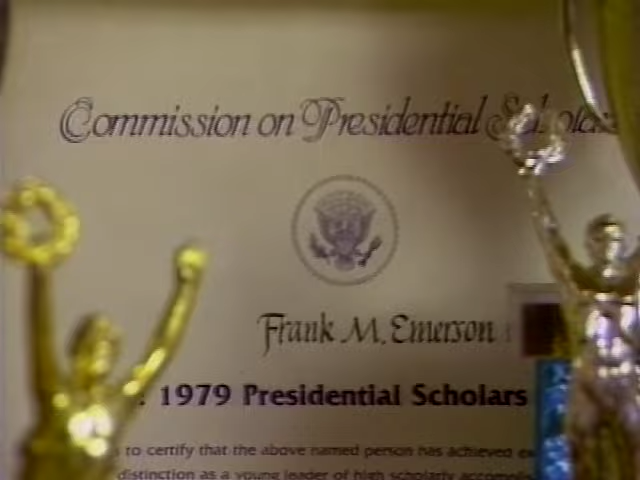 Commission on Presidential Scholars
Frank M. Emerson
1979 Presidential Scholars
to certify that the above named person has achieved
distinction as a young leader of high scholarly